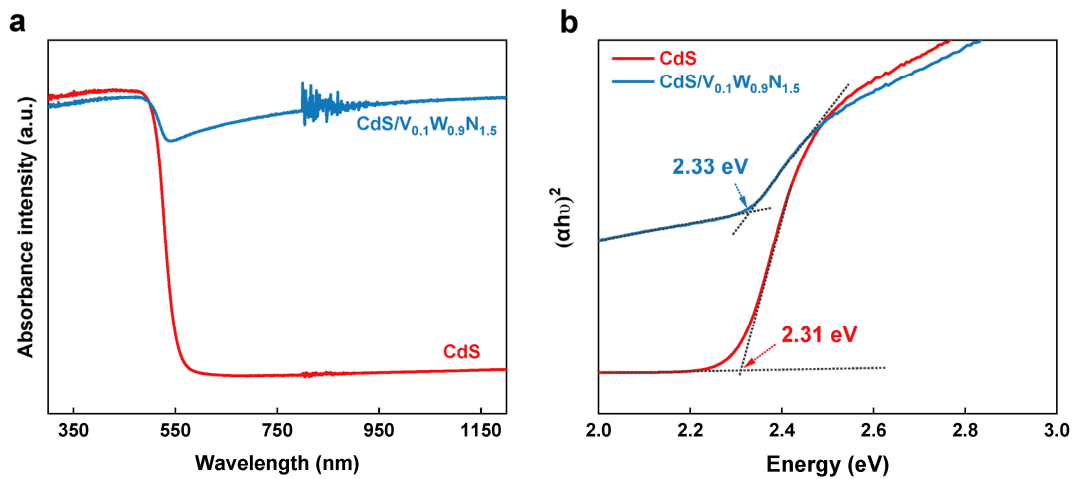 a
Absorbance intensity (a.u.)
CdS/V0.1W0.9N1.5
CdS
350 550 750 950 1150
Wavelength (nm)
b
(αhυ)2
CdS
CdS/V0.1W0.9N1.5
2.33 eV
2.31 eV
2.0 2.2 2.4 2.6 2.8 3.0
Energy (eV)